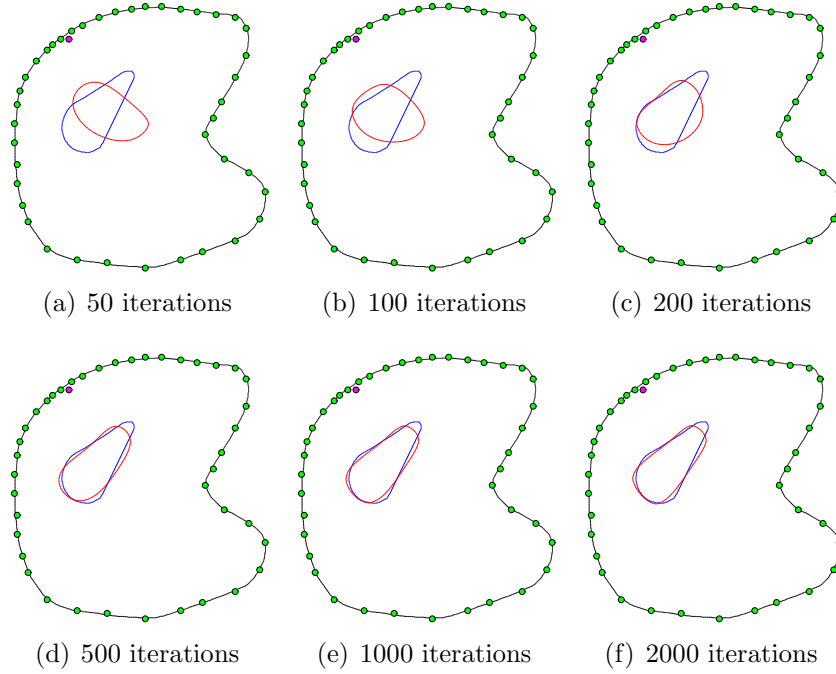 (a) 50 iterations
(b) 100 iterations
(c) 200 iterations
(d) 500 iterations
(e) 1000 iterations
(f) 2000 iterations